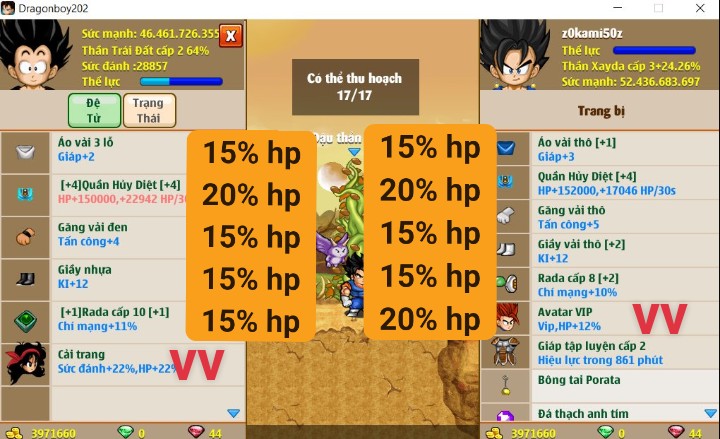 Dragonboy202
Sức mạnh: 46.461.726.355
Thần Trái Đất cấp 2 64%
Sức đánh :28857
Thể lực
X
Đệ
Tử
Trạng
Thái
Áo vải 3 lỗ
Giáp+2
[+4]Quần Hủy Diệt [+4]
HP+150000,+22942 HP/30
Găng vải đen
Tấn công+4
Giầy nhựa
KI+12
[+1]Rada cấp 10 [+1]
Chí mạng+11%
Cải trang
Sức đánh+22%,HP+22%
VV
3971660
0
44
Có thể thu hoạch
17/17
Đậu thần
15% hp
20% hp
15% hp
15% hp
15% hp
15% hp
20% hp
15% hp
15% hp
20% hp
z0kami50z
Thể lực
Thần Xayda cấp 3+24.26%
Sức mạnh: 52.436.683.697
Trang bị
Áo vải thô [+1]
Giáp+3
Quần Hủy Diệt [+4]
HP+152000,+17046 HP/30s
Găng vải thô
Tấn công+5
Giầy vải thô [+2]
KI+12
Rada cấp 8 [+2]
Chí mạng+10%
Avatar VIP
Vip,HP+12%
VV
Giáp tập luyện cấp 2
Hiệu lực trong 861 phút
Bông tai Porata
Đá thạch anh tím
3971660
0
44